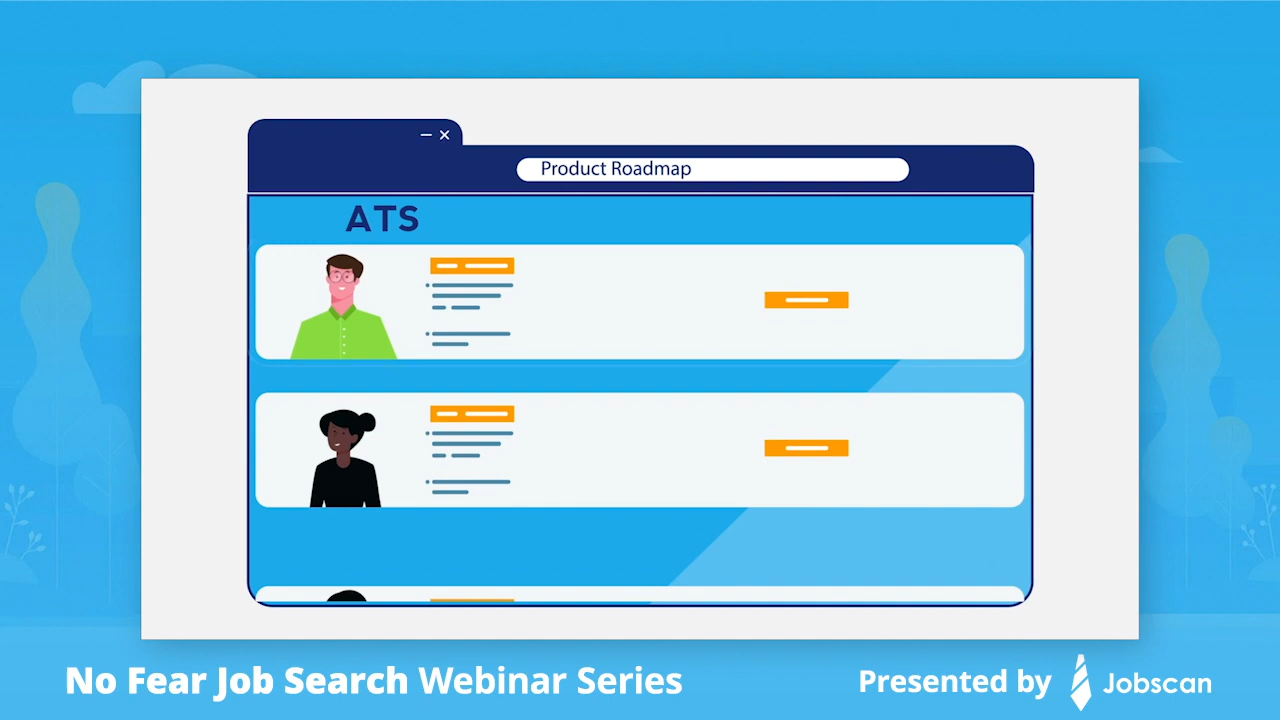 Product Roadmap
ATS
No Fear Job Search Webinar Series
Presented by Jobscan